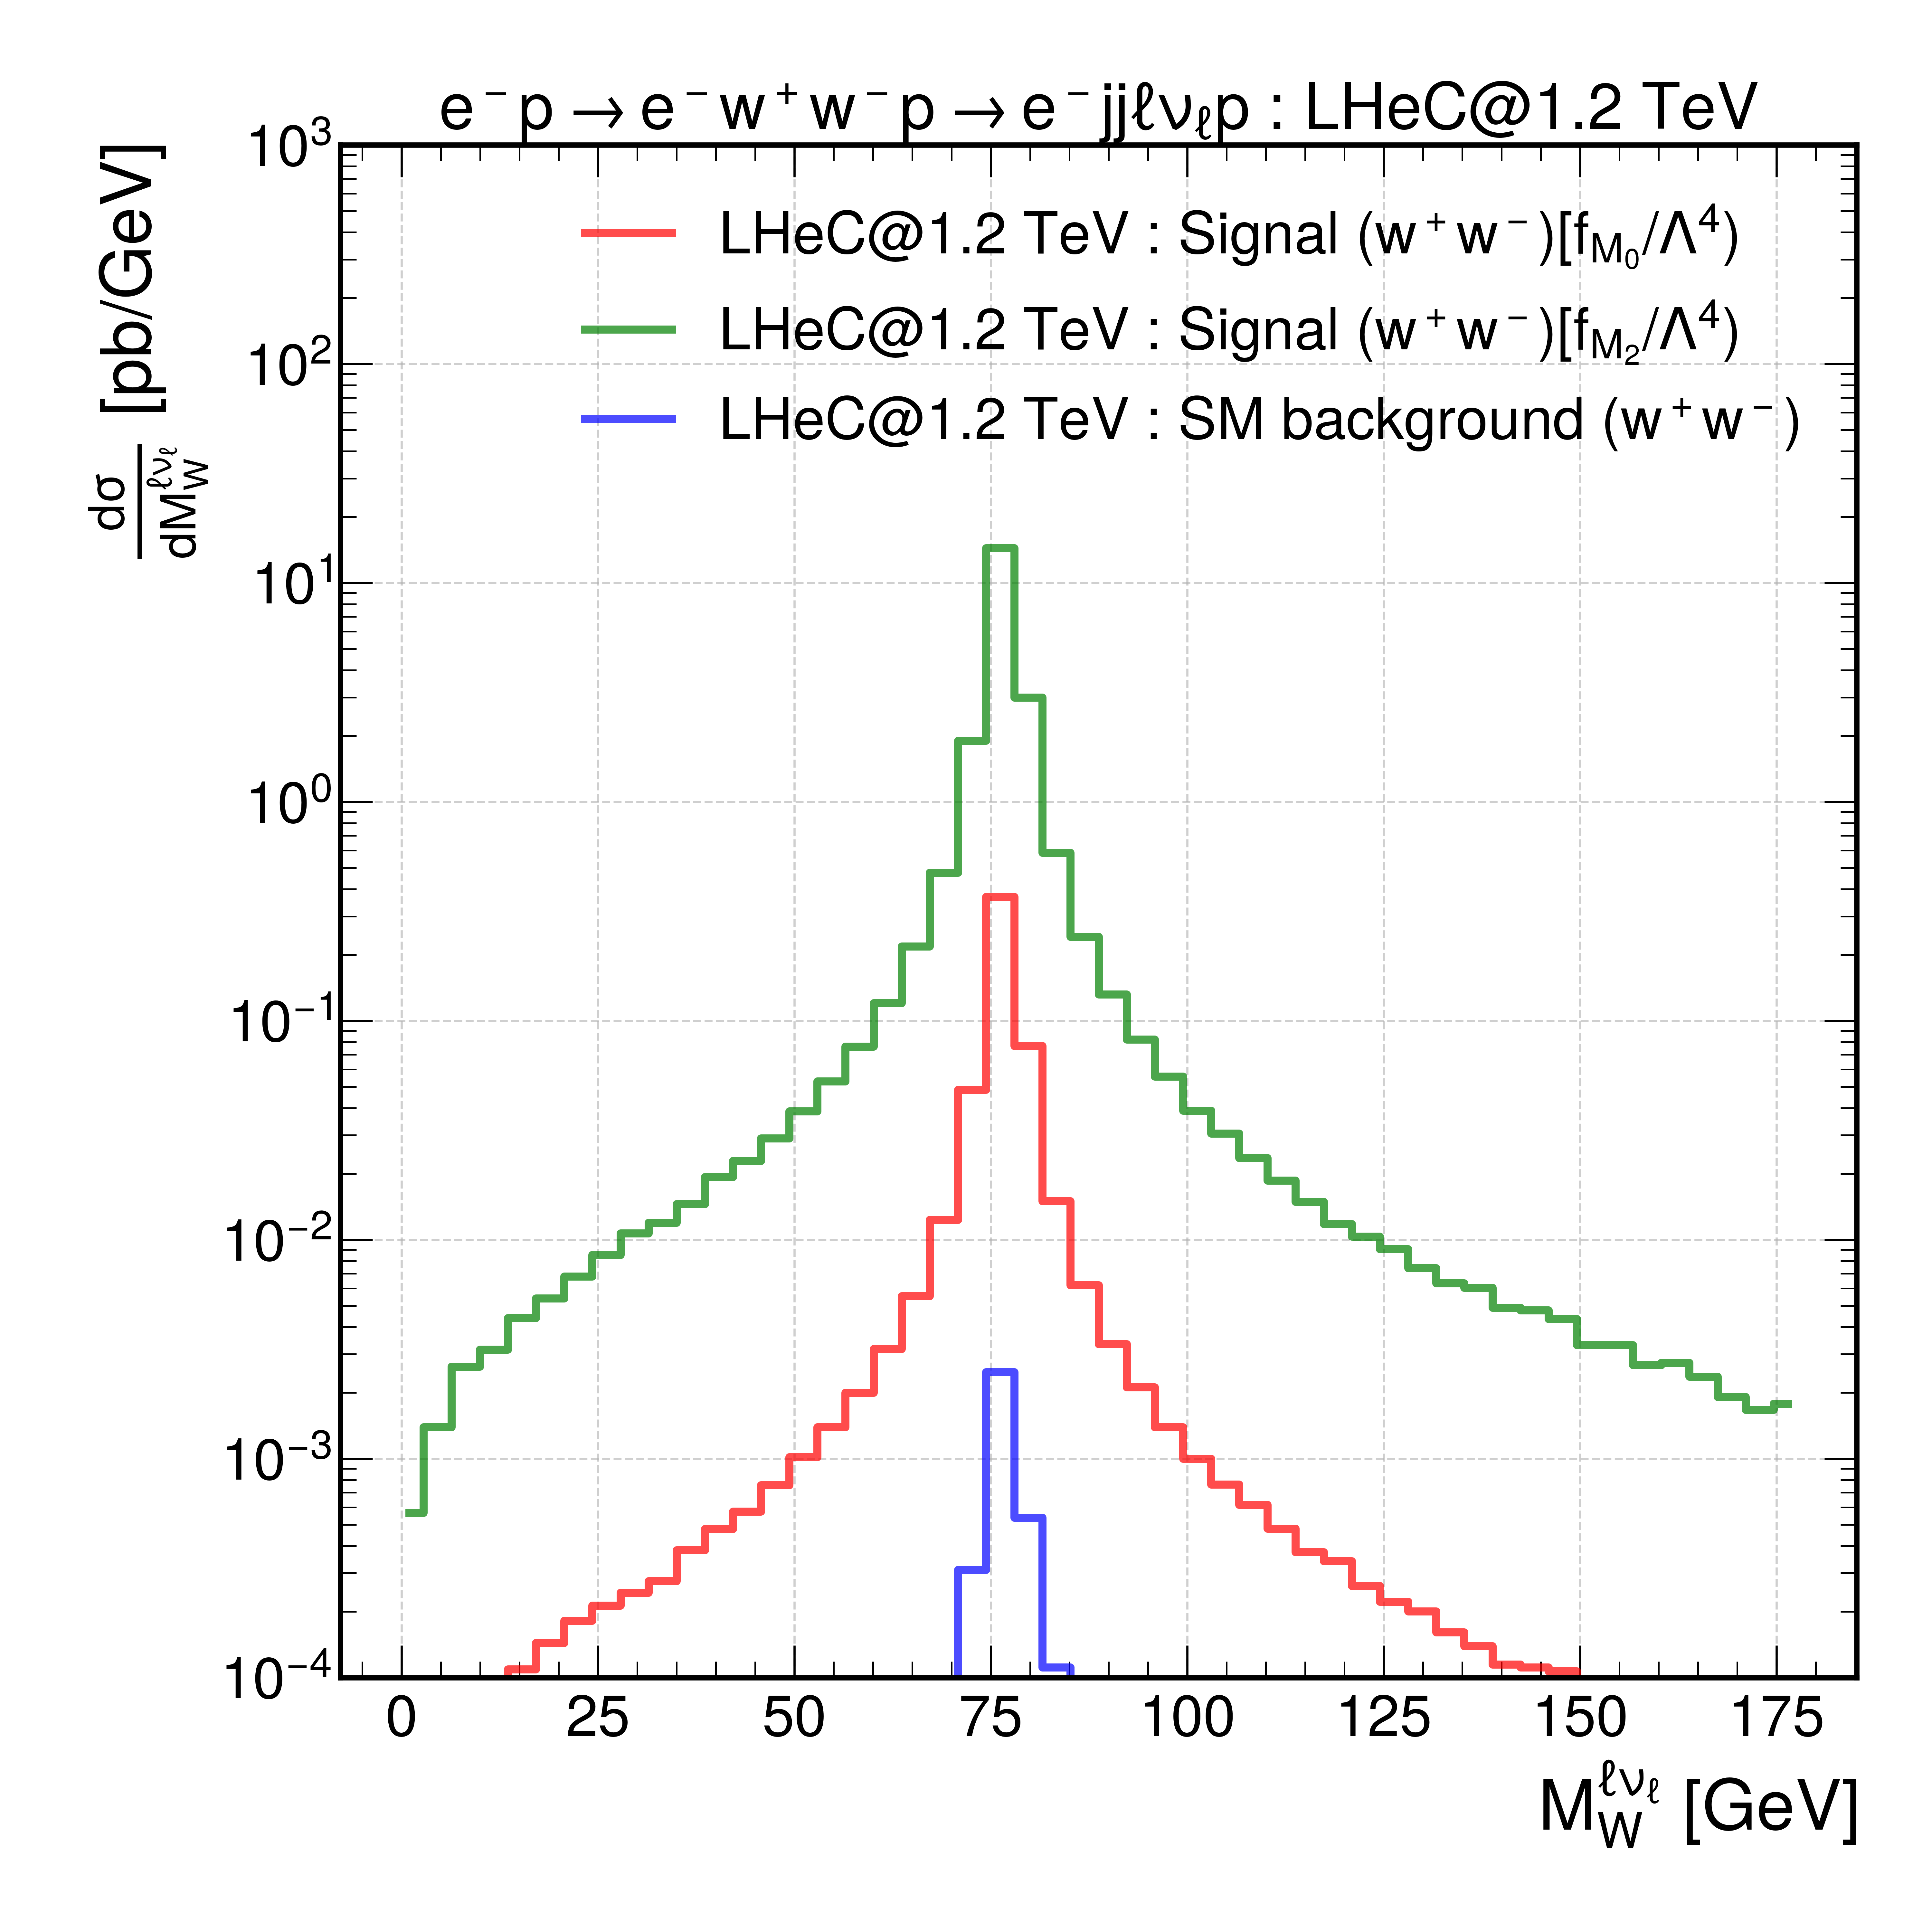 e⁻p → e⁻w⁺w⁻p → e⁻jjℓν_ℓp : LHeC@1.2 TeV
dσ/dM_W^{ℓν_ℓ} [pb/GeV]
LHeC@1.2 TeV : Signal (w⁺w⁻)[f_{M₀}/Λ⁴)
LHeC@1.2 TeV : Signal (w⁺w⁻)[f_{M₂}/Λ⁴)
LHeC@1.2 TeV : SM background (w⁺w⁻)
10³
10²
10¹
10⁰
10⁻¹
10⁻²
10⁻³
10⁻⁴
0 25 50 75 100 125 150 175
M_W^{ℓν_ℓ} [GeV]